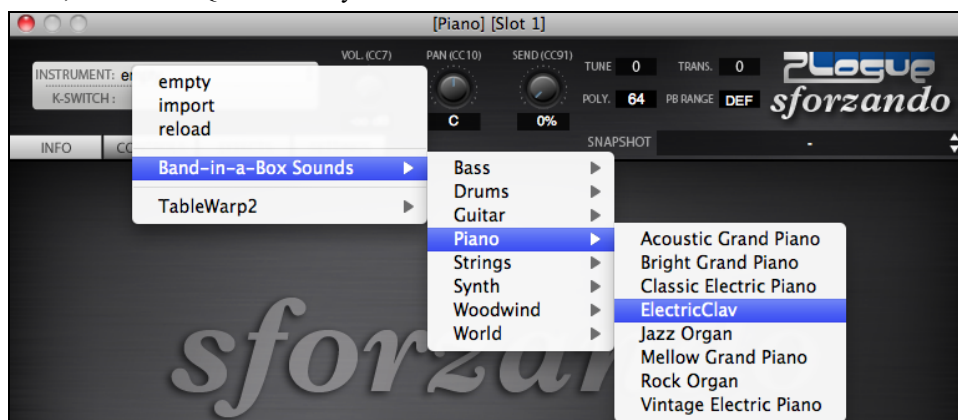 [Piano] [Slot 1]
VOL. (CC7) PAN (CC10) SEND (CC91)
INSTRUMENT:
K-SWITCH :
TUNE 0 TRANS. 0
POLY. 64 PB RANGE DEF
C 0%
Plogue
sforzando
INFO
SNAPSHOT -
empty
import
reload
Band-in-a-Box Sounds
TableWarp2
Bass
Drums
Guitar
Piano
Strings
Synth
Woodwind
World
Acoustic Grand Piano
Bright Grand Piano
Classic Electric Piano
ElectricClav
Jazz Organ
Mellow Grand Piano
Rock Organ
Vintage Electric Piano
sforzando